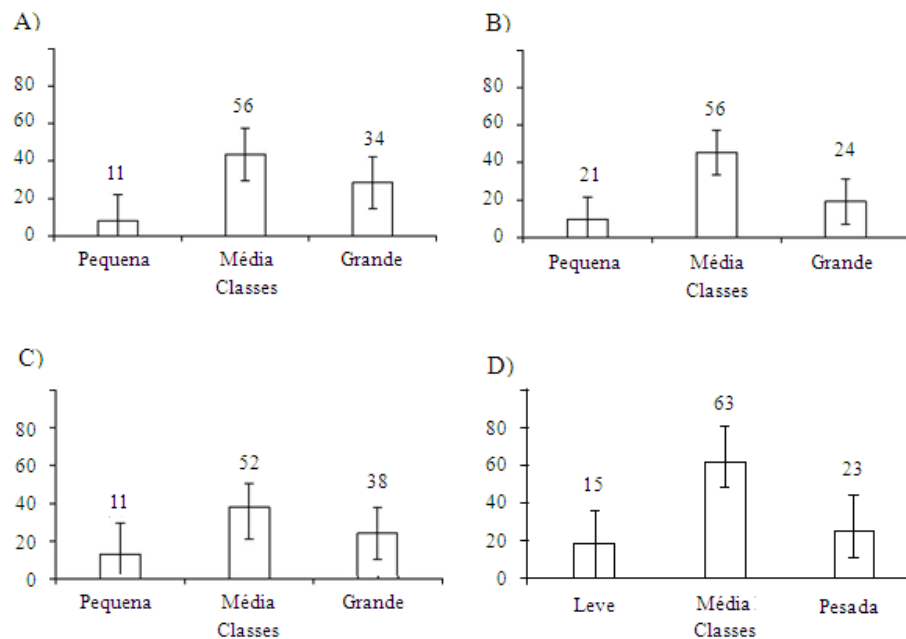 A)
80
60
40
20
0
11
56
34
Pequena Média Grande
Classes
B)
80
60
40
20
0
21
56
24
Pequena Média Grande
Classes
C)
80
60
40
20
0
11
52
38
Pequena Média Grande
Classes
D)
80
60
40
20
0
15
63
23
Leve Média Pesada
Classes